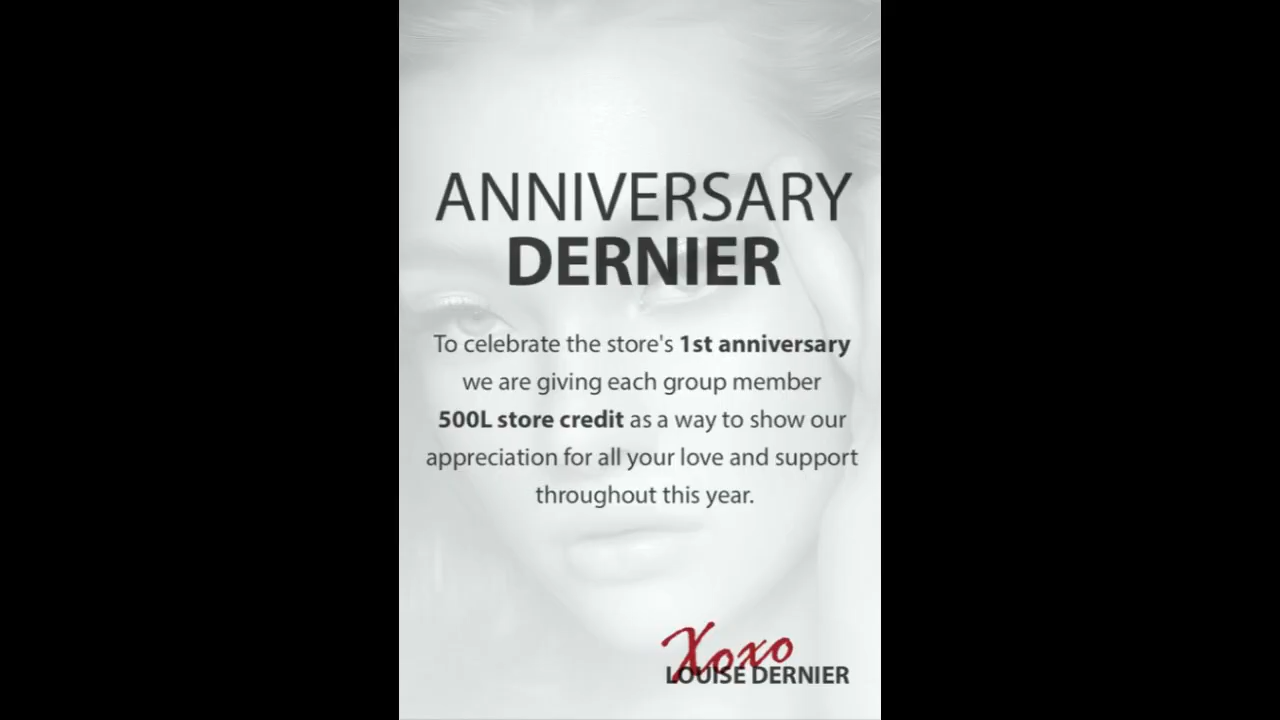 ANNIVERSARY
DERNIER
To celebrate the store's 1st anniversary
we are giving each group member
500L store credit as a way to show our
appreciation for all your love and support
throughout this year.
Xoxo
LOUISE DERNIER